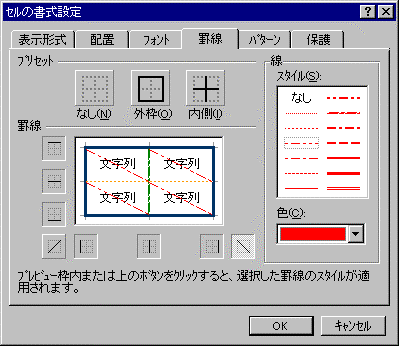 セルの書式設定
表示形式 配置 フォント 罫線 パターン 保護
プリセット
なし(N) 外枠(O) 内側(I)
罫線
文字列 文字列
文字列 文字列
線
スタイル(S):
なし
色(C):
プレビュー枠内または上のボタンをクリックすると、選択した罫線のスタイルが適
用されます。
OK キャンセル